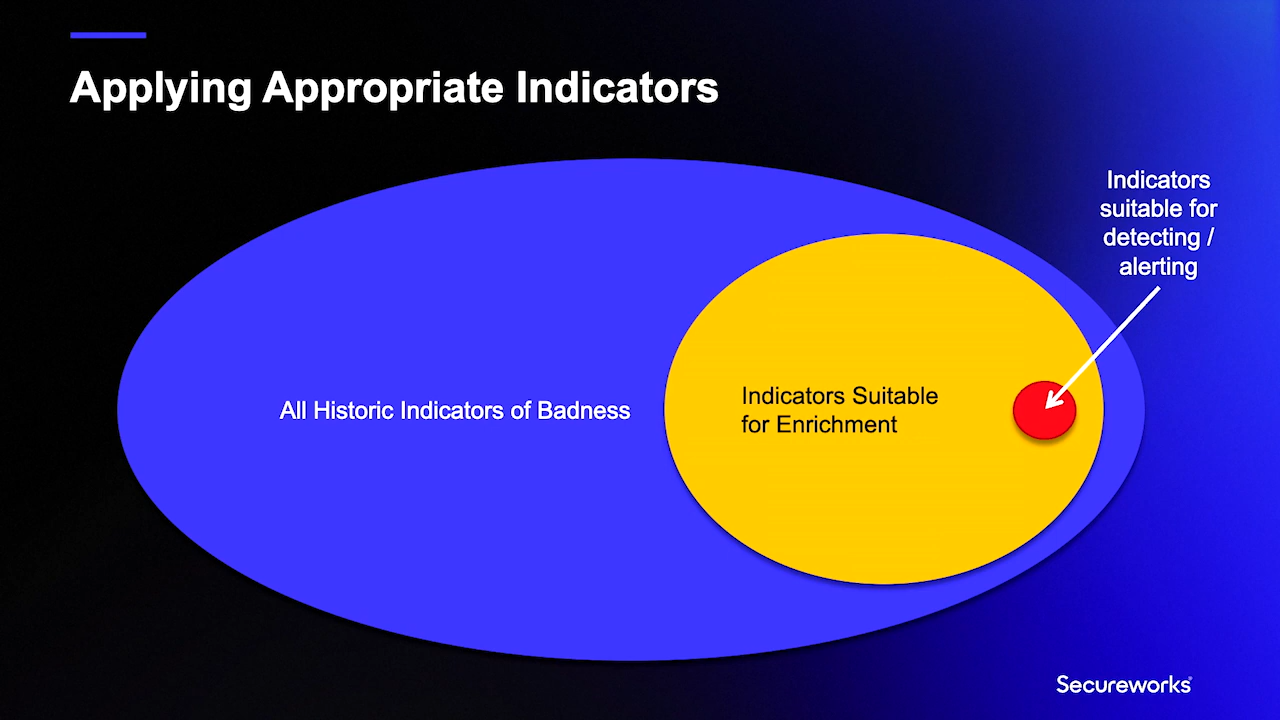 Applying Appropriate Indicators
Indicators
suitable for
detecting /
alerting
All Historic Indicators of Badness
Indicators Suitable
for Enrichment
Secureworks